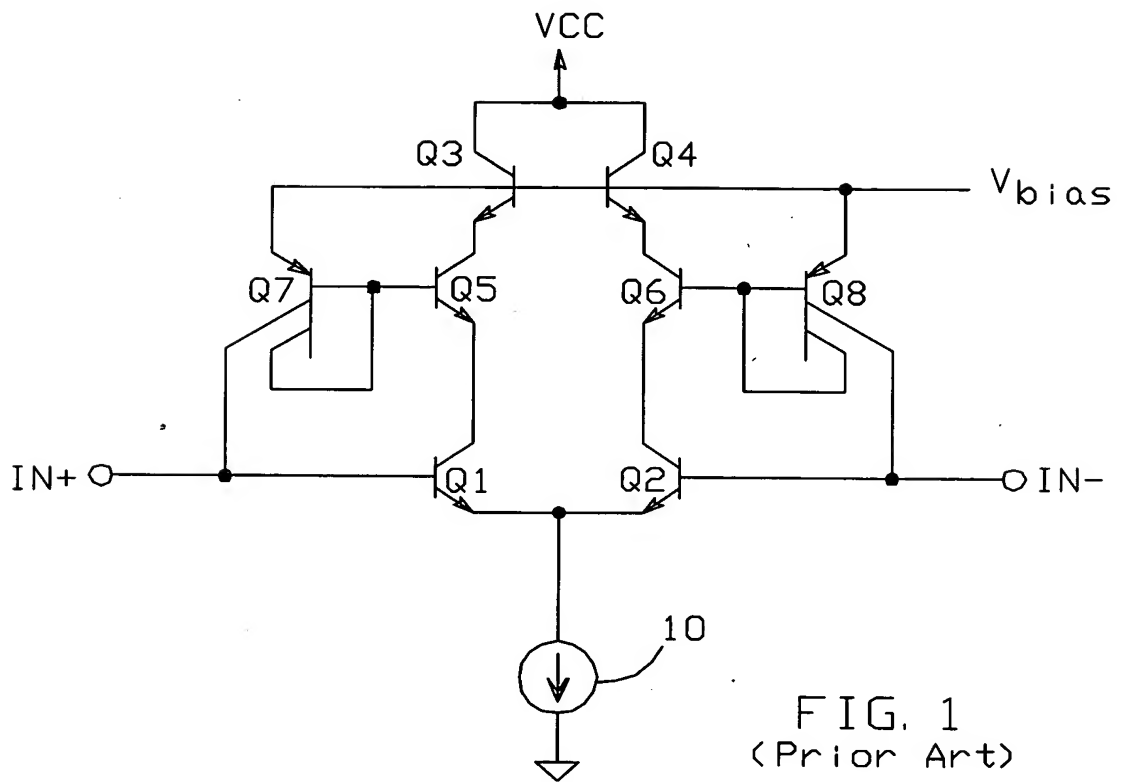 VCC
Q3 Q4
Vbias
Q7 Q5 Q6 Q8
IN+ Q1 Q2 IN-
10
FIG. 1
(Prior Art)